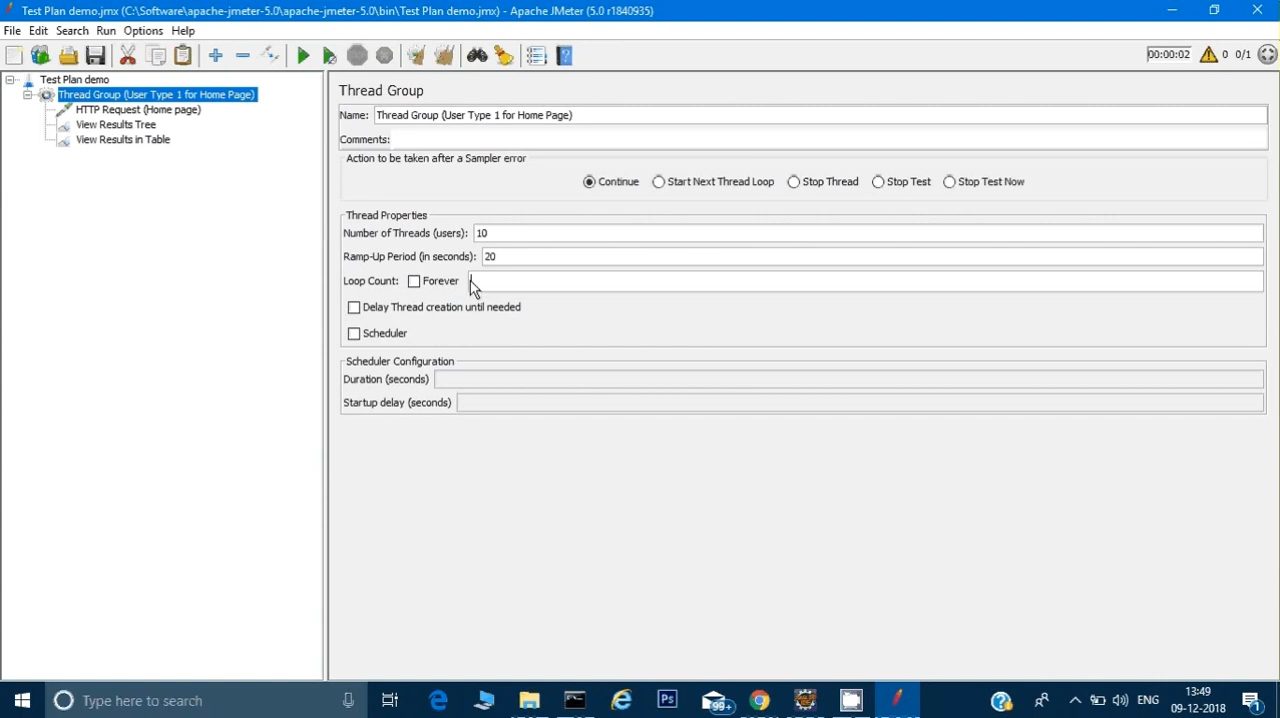 Test Plan demo.jmx (C:\Software\apache-jmeter-5.0\apache-jmeter-5.0\bin\Test Plan demo.jmx) - Apache JMeter (5.0 r1840935)
File Edit Search Run Options Help
00:00:02 0 0/1
Test Plan demo
Thread Group (User Type 1 for Home Page)
HTTP Request (Home page)
View Results Tree
View Results in Table
Thread Group
Name: Thread Group (User Type 1 for Home Page)
Comments:
Action to be taken after a Sampler error
Continue Start Next Thread Loop Stop Thread Stop Test Stop Test Now
Thread Properties
Number of Threads (users): 10
Ramp-Up Period (in seconds): 20
Loop Count: Forever
Delay Thread creation until needed
Scheduler
Scheduler Configuration
Duration (seconds)
Startup delay (seconds)
Type here to search
99+
ENG
13:49
09-12-2018
1